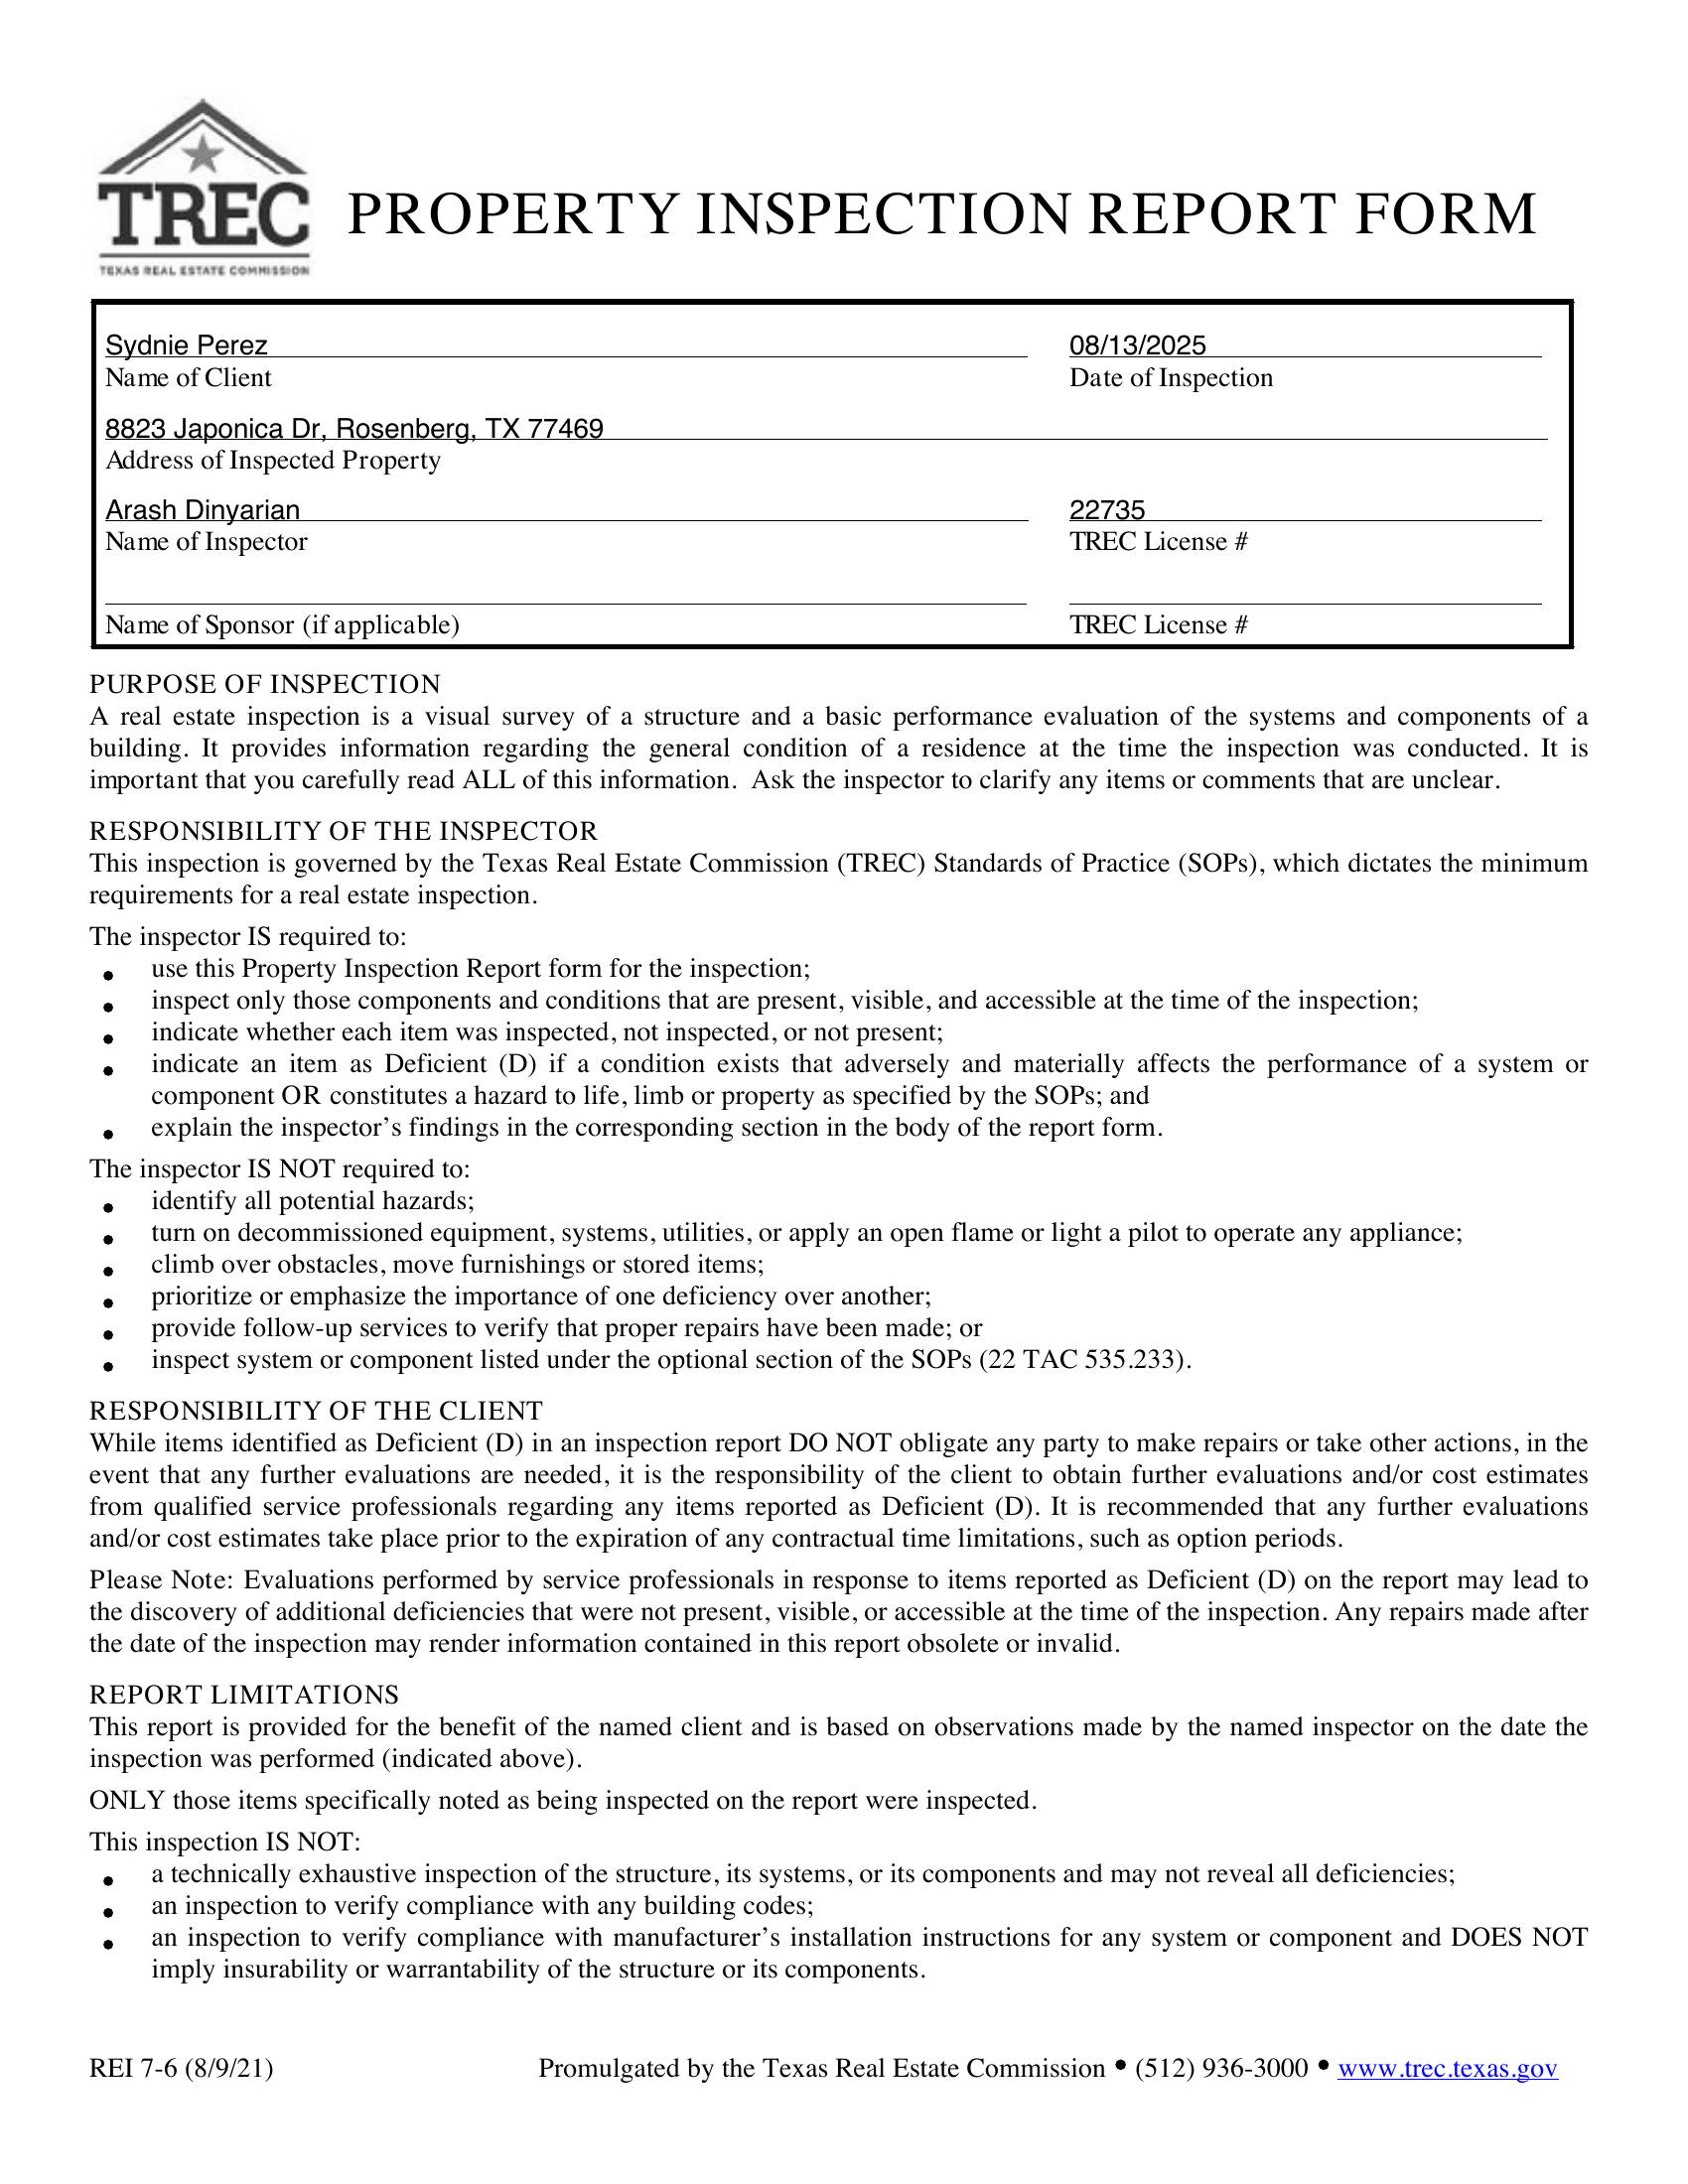 TREC
TEXAS REAL ESTATE COMMISSION
PROPERTY INSPECTION REPORT FORM
Sydnie Perez 08/13/2025
Name of Client Date of Inspection
8823 Japonica Dr, Rosenberg, TX 77469
Address of Inspected Property
Arash Dinyarian 22735
Name of Inspector TREC License #
Name of Sponsor (if applicable) TREC License #
PURPOSE OF INSPECTION
A real estate inspection is a visual survey of a structure and a basic performance evaluation of the systems and components of a
building. It provides information regarding the general condition of a residence at the time the inspection was conducted. It is
important that you carefully read ALL of this information. Ask the inspector to clarify any items or comments that are unclear.
RESPONSIBILITY OF THE INSPECTOR
This inspection is governed by the Texas Real Estate Commission (TREC) Standards of Practice (SOPs), which dictates the minimum
requirements for a real estate inspection.
The inspector IS required to:
• use this Property Inspection Report form for the inspection;
• inspect only those components and conditions that are present, visible, and accessible at the time of the inspection;
• indicate whether each item was inspected, not inspected, or not present;
• indicate an item as Deficient (D) if a condition exists that adversely and materially affects the performance of a system or
component OR constitutes a hazard to life, limb or property as specified by the SOPs; and
• explain the inspector’s findings in the corresponding section in the body of the report form.
The inspector IS NOT required to:
• identify all potential hazards;
• turn on decommissioned equipment, systems, utilities, or apply an open flame or light a pilot to operate any appliance;
• climb over obstacles, move furnishings or stored items;
• prioritize or emphasize the importance of one deficiency over another;
• provide follow-up services to verify that proper repairs have been made; or
• inspect system or component listed under the optional section of the SOPs (22 TAC 535.233).
RESPONSIBILITY OF THE CLIENT
While items identified as Deficient (D) in an inspection report DO NOT obligate any party to make repairs or take other actions, in the
event that any further evaluations are needed, it is the responsibility of the client to obtain further evaluations and/or cost estimates
from qualified service professionals regarding any items reported as Deficient (D). It is recommended that any further evaluations
and/or cost estimates take place prior to the expiration of any contractual time limitations, such as option periods.
Please Note: Evaluations performed by service professionals in response to items reported as Deficient (D) on the report may lead to
the discovery of additional deficiencies that were not present, visible, or accessible at the time of the inspection. Any repairs made after
the date of the inspection may render information contained in this report obsolete or invalid.
REPORT LIMITATIONS
This report is provided for the benefit of the named client and is based on observations made by the named inspector on the date the
inspection was performed (indicated above).
ONLY those items specifically noted as being inspected on the report were inspected.
This inspection IS NOT:
• a technically exhaustive inspection of the structure, its systems, or its components and may not reveal all deficiencies;
• an inspection to verify compliance with any building codes;
• an inspection to verify compliance with manufacturer’s installation instructions for any system or component and DOES NOT
imply insurability or warrantability of the structure or its components.
REI 7-6 (8/9/21) Promulgated by the Texas Real Estate Commission • (512) 936-3000 • www.trec.texas.gov